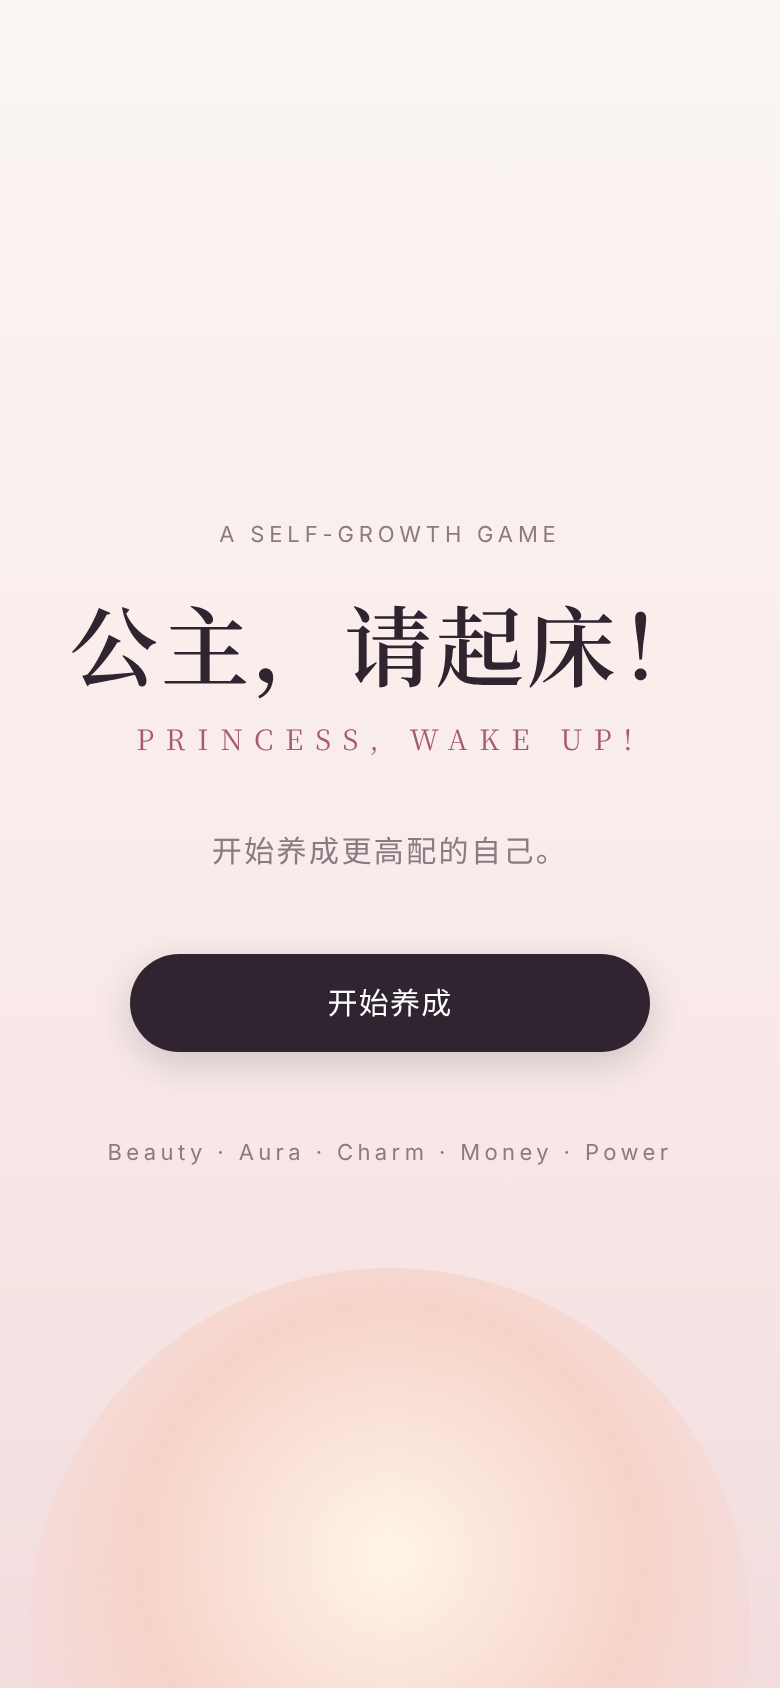 A SELF-GROWTH GAME
公主，请起床！
PRINCESS, WAKE UP!
开始养成更高配的自己。
开始养成
Beauty · Aura · Charm · Money · Power